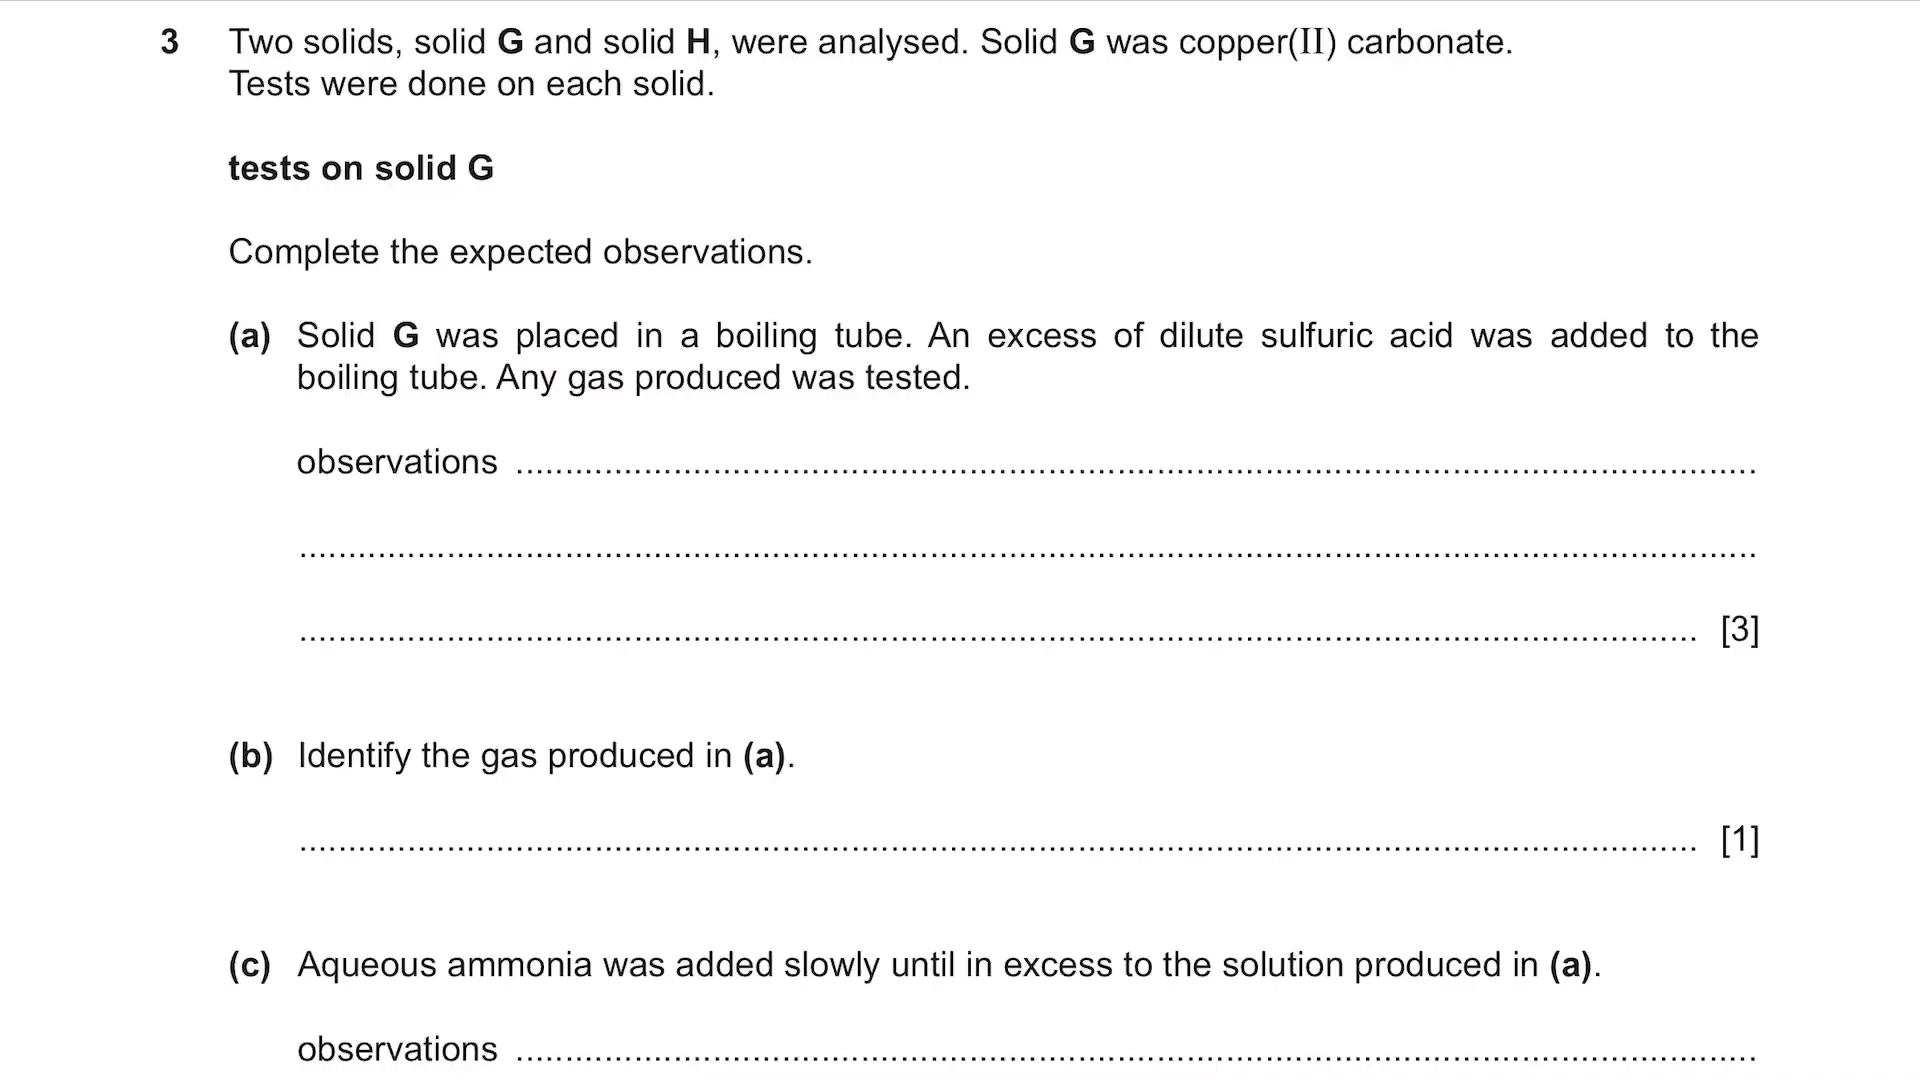 3 Two solids, solid G and solid H, were analysed. Solid G was copper(II) carbonate.
Tests were done on each solid.
tests on solid G
Complete the expected observations.
(a) Solid G was placed in a boiling tube. An excess of dilute sulfuric acid was added to the
boiling tube. Any gas produced was tested.
observations ..........................................................................................................................
..........................................................................................................................
.......................................................................................................................... [3]
(b) Identify the gas produced in (a).
.......................................................................................................................... [1]
(c) Aqueous ammonia was added slowly until in excess to the solution produced in (a).
observations ..........................................................................................................................